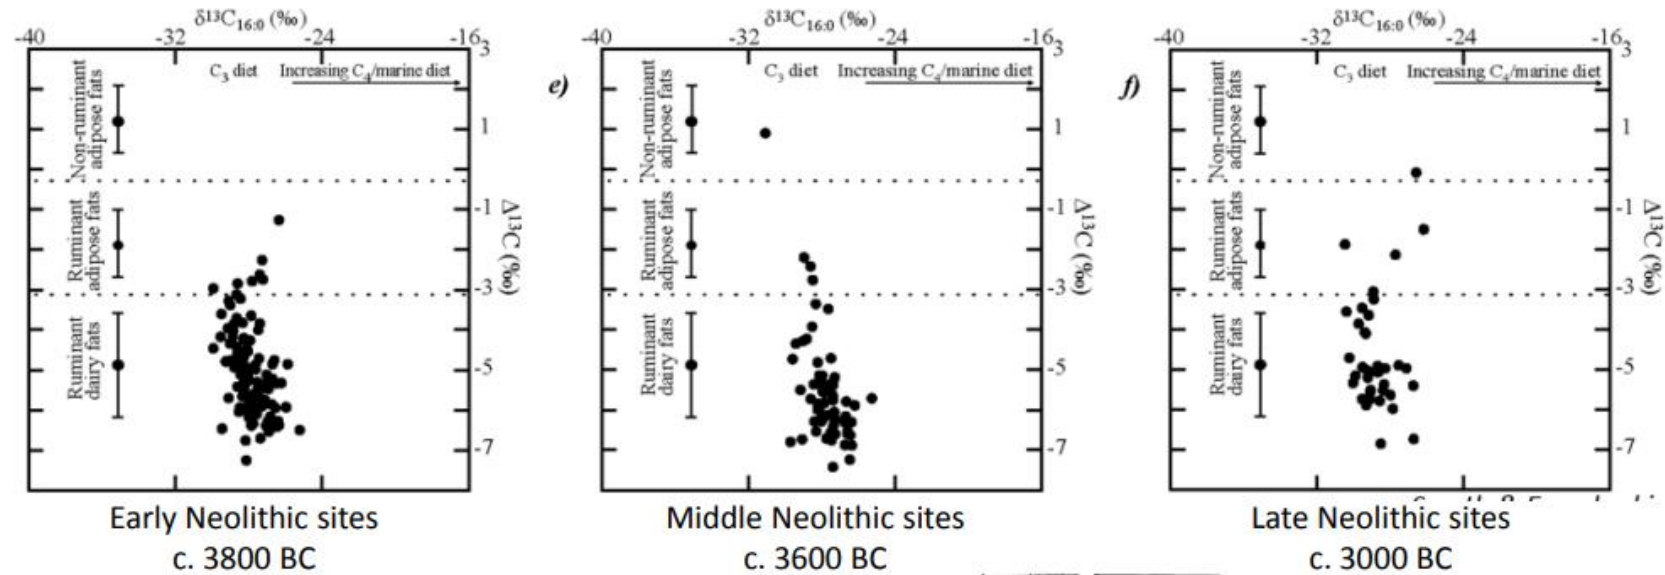 δ¹³C₁₆:₀ (‰)
-40 -32 -24 -16
3
C₃ diet Increasing C₄/marine diet
Non-ruminant
adipose fats
Ruminant
adipose fats
Ruminant
dairy fats
1
-1
-3
-5
-7
Δ¹³C (‰)
Early Neolithic sites
c. 3800 BC
e)
δ¹³C₁₆:₀ (‰)
-40 -32 -24 -16
3
C₃ diet Increasing C₄/marine diet
Non-ruminant
adipose fats
Ruminant
adipose fats
Ruminant
dairy fats
1
-1
-3
-5
-7
Δ¹³C (‰)
Middle Neolithic sites
c. 3600 BC
f)
δ¹³C₁₆:₀ (‰)
-40 -32 -24 -16
3
C₃ diet Increasing C₄/marine diet
Non-ruminant
adipose fats
Ruminant
adipose fats
Ruminant
dairy fats
1
-1
-3
-5
-7
Δ¹³C (‰)
Late Neolithic sites
c. 3000 BC